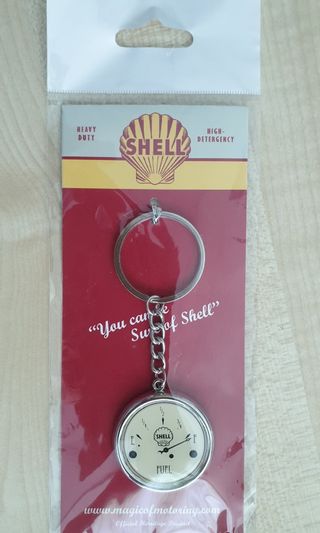 HEAVY DUTY
SHELL
HIGH-DETERGENCY
"You can be
Sure of Shell"
SHELL
FUEL
www.magicofmotoring.com
Official Heritage Product